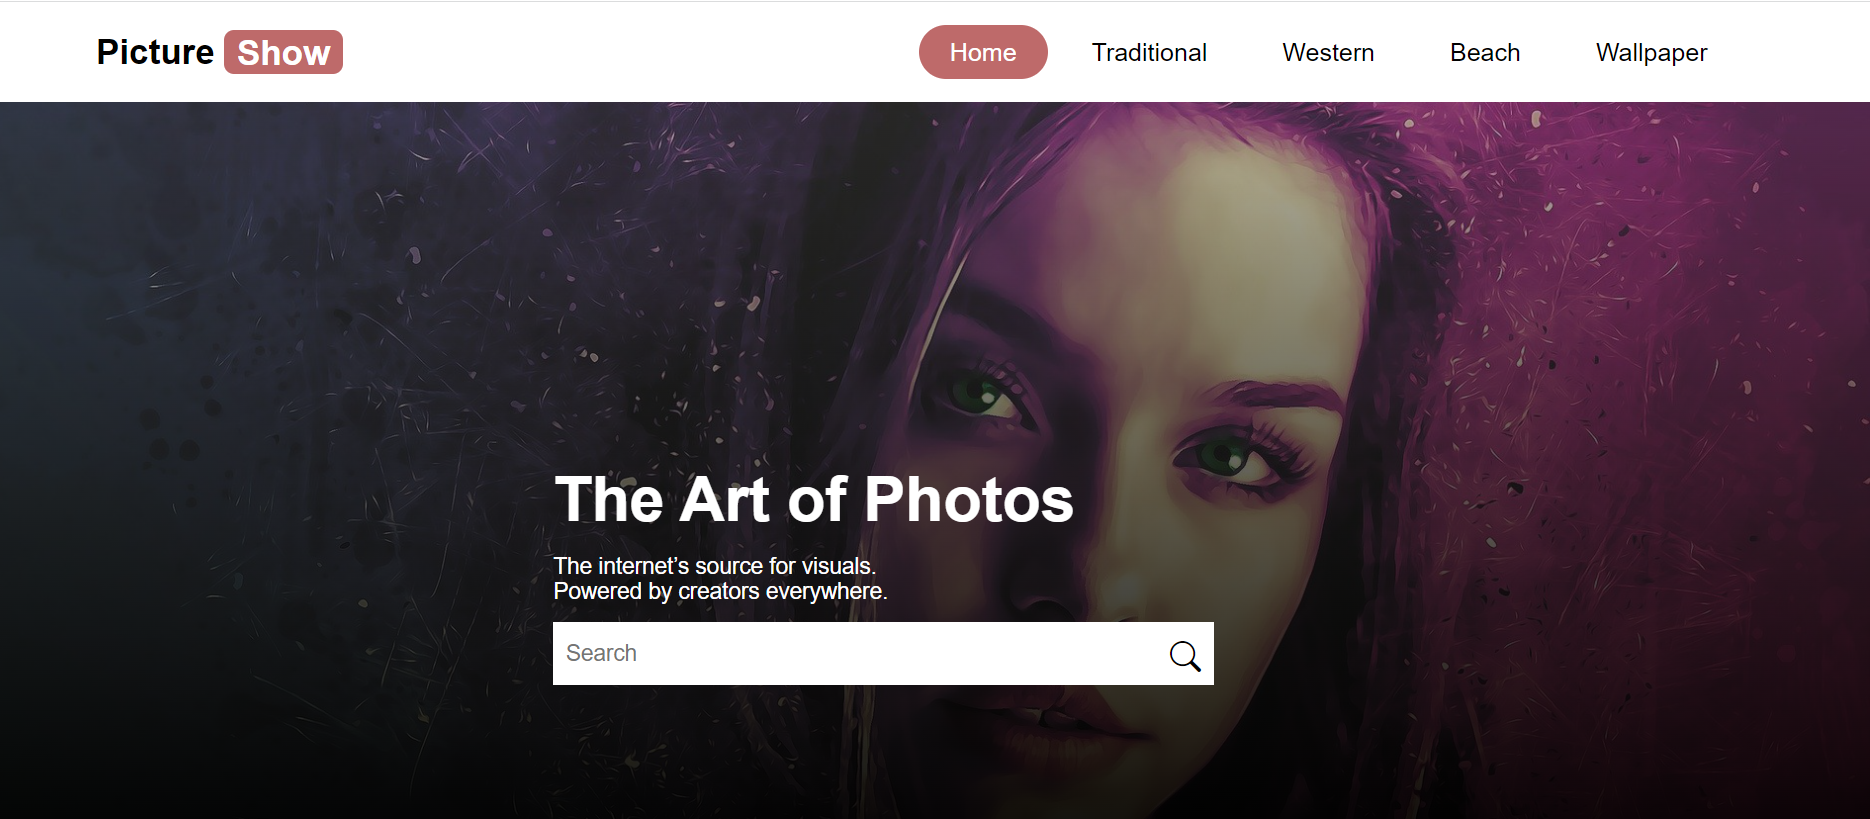 Picture Show
Home Traditional Western Beach Wallpaper
The Art of Photos
The internet’s source for visuals.
Powered by creators everywhere.
Search